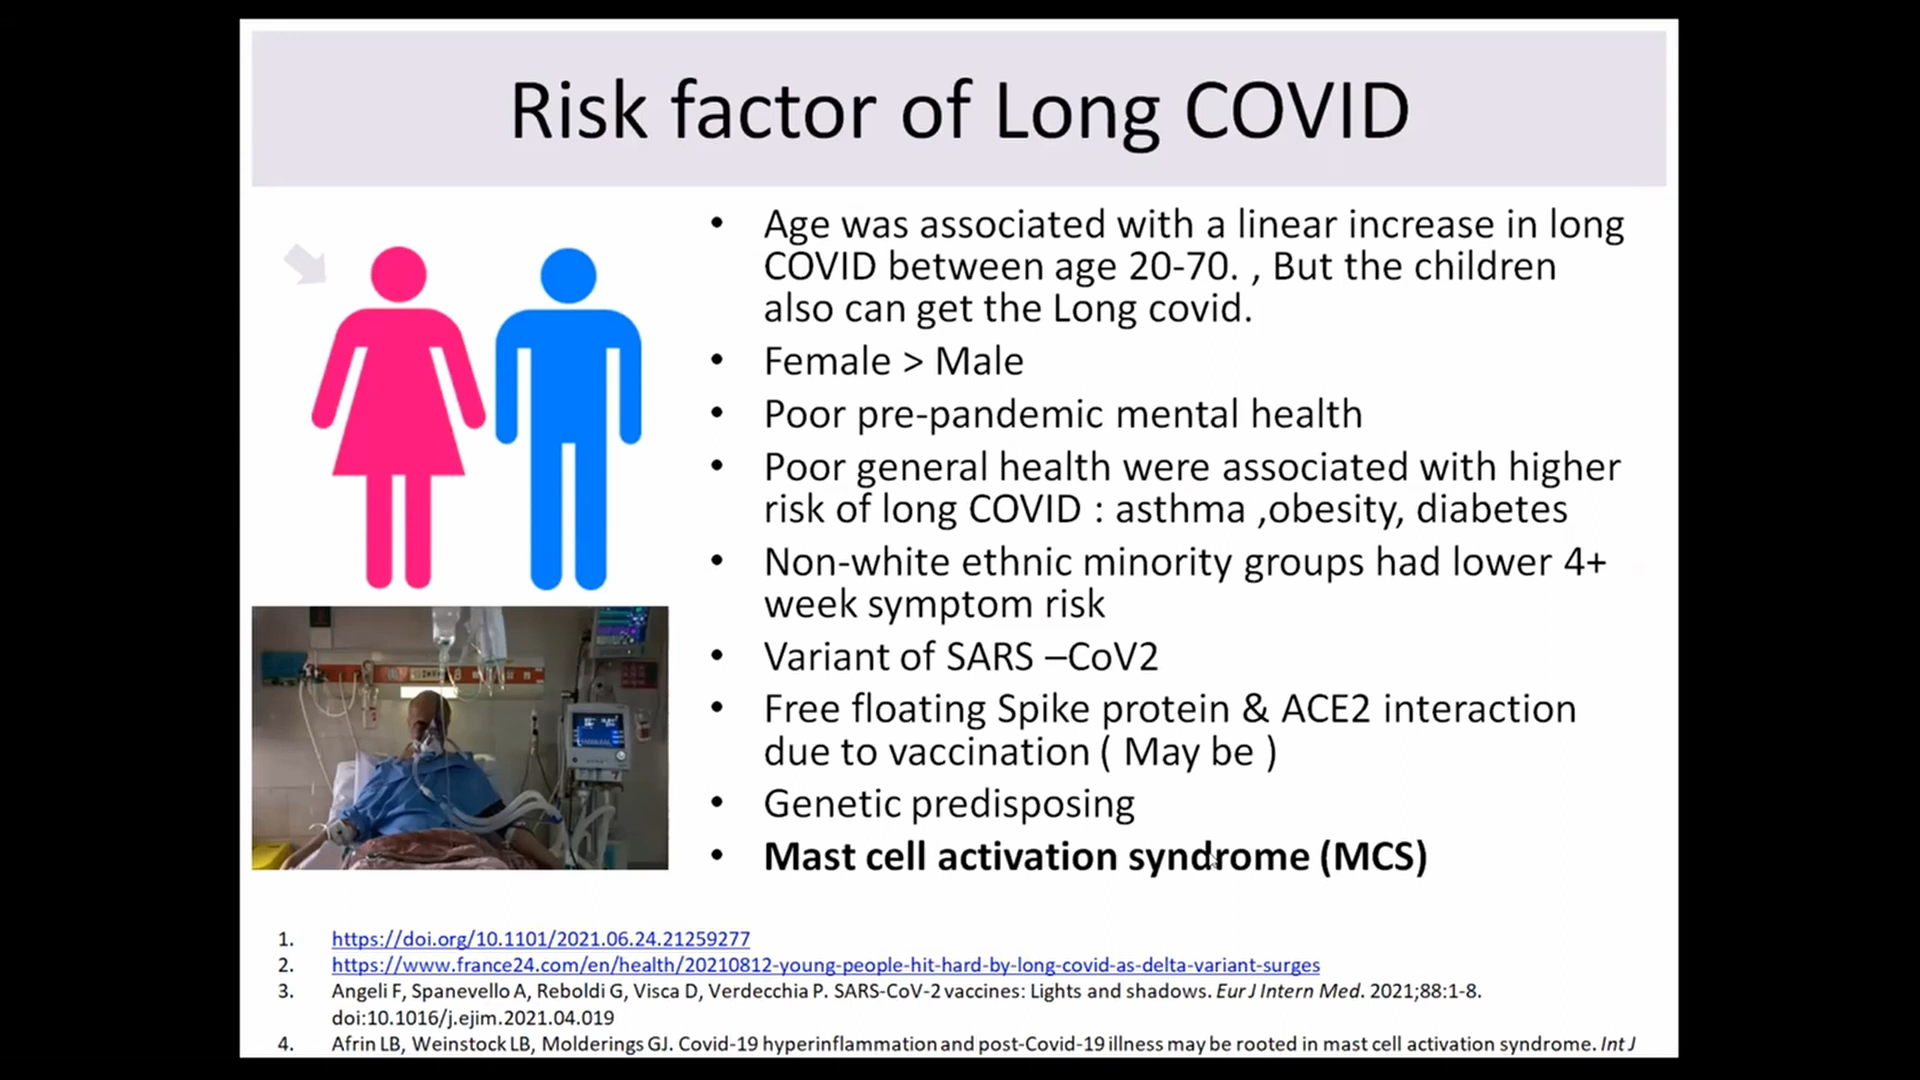 Risk factor of Long COVID
• Age was associated with a linear increase in long
COVID between age 20-70. , But the children
also can get the Long covid.
• Female > Male
• Poor pre-pandemic mental health
• Poor general health were associated with higher
risk of long COVID : asthma ,obesity, diabetes
• Non-white ethnic minority groups had lower 4+
week symptom risk
• Variant of SARS –CoV2
• Free floating Spike protein & ACE2 interaction
due to vaccination ( May be )
• Genetic predisposing
• Mast cell activation syndrome (MCS)
1. https://doi.org/10.1101/2021.06.24.21259277
2. https://www.france24.com/en/health/20210812-young-people-hit-hard-by-long-covid-as-delta-variant-surges
3. Angeli F, Spanevello A, Reboldi G, Visca D, Verdecchia P. SARS-CoV-2 vaccines: Lights and shadows. Eur J Intern Med. 2021;88:1-8.
doi:10.1016/j.ejim.2021.04.019
4. Afrin LB, Weinstock LB, Molderings GJ. Covid-19 hyperinflammation and post-Covid-19 illness may be rooted in mast cell activation syndrome. Int J